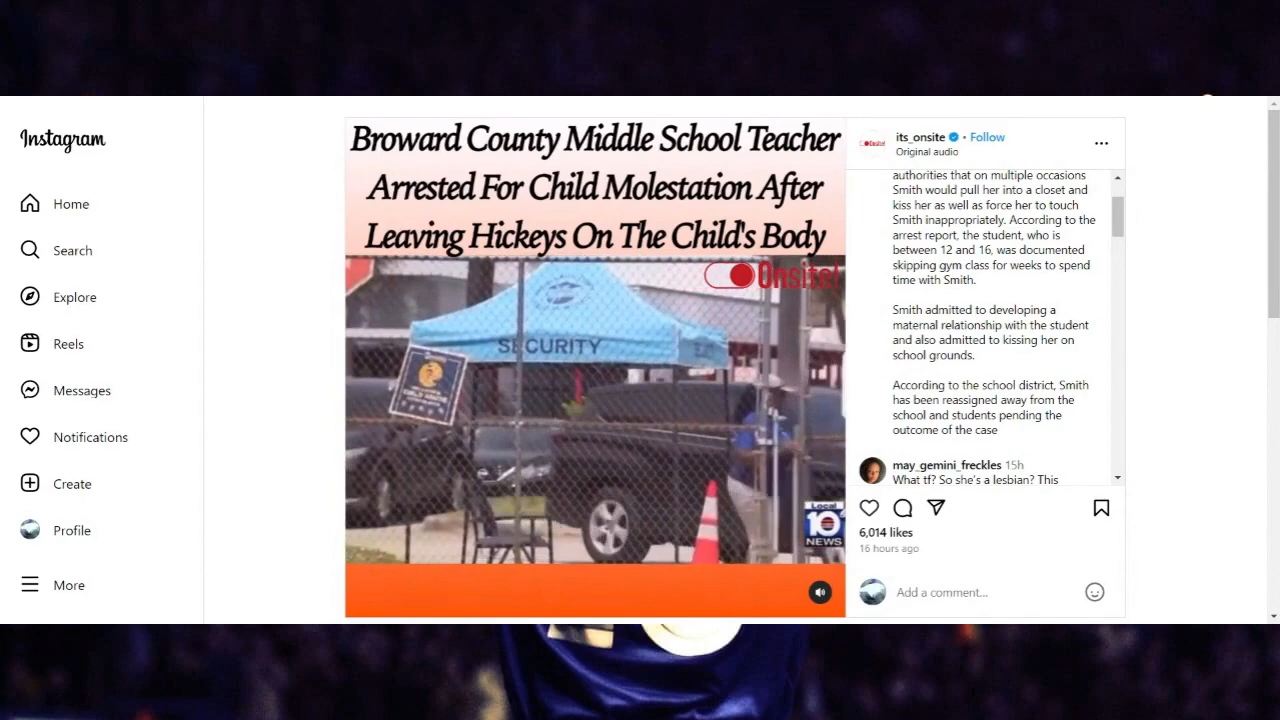 Instagram
Home
Search
Explore
Reels
Messages
Notifications
Create
Profile
More
Broward County Middle School Teacher
Arrested For Child Molestation After
Leaving Hickeys On The Child's Body
Onsite!
SECURITY
Local
10
NEWS
its_onsite • Follow
Original audio
authorities that on multiple occasions
Smith would pull her into a closet and
kiss her as well as force her to touch
Smith inappropriately. According to the
arrest report, the student, who is
between 12 and 16, was documented
skipping gym class for weeks to spend
time with Smith.
Smith admitted to developing a
maternal relationship with the student
and also admitted to kissing her on
school grounds.
According to the school district, Smith
has been reassigned away from the
school and students pending the
outcome of the case
may_gemini_freckles 15h
What tf? So she's a lesbian? This
6,014 likes
16 hours ago
Add a comment...